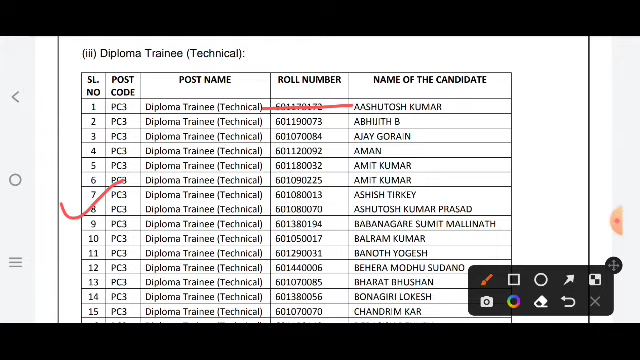 (iii) Diploma Trainee (Technical):
SL. NO POST CODE POST NAME ROLL NUMBER NAME OF THE CANDIDATE
1 PC3 Diploma Trainee (Technical) 601170172 AASHUTOSH KUMAR
2 PC3 Diploma Trainee (Technical) 601190073 ABHIJITH B
3 PC3 Diploma Trainee (Technical) 601070084 AJAY GORAIN
4 PC3 Diploma Trainee (Technical) 601120092 AMAN
5 PC3 Diploma Trainee (Technical) 601180032 AMIT KUMAR
6 PC3 Diploma Trainee (Technical) 601090225 AMIT KUMAR
7 PC3 Diploma Trainee (Technical) 601080013 ASHISH TIRKEY
8 PC3 Diploma Trainee (Technical) 601080070 ASHUTOSH KUMAR PRASAD
9 PC3 Diploma Trainee (Technical) 601380194 BABANAGARE SUMIT MALLINATH
10 PC3 Diploma Trainee (Technical) 601050017 BALRAM KUMAR
11 PC3 Diploma Trainee (Technical) 601290031 BANOTH YOGESH
12 PC3 Diploma Trainee (Technical) 601440006 BEHERA MODHU SUDANO
13 PC3 Diploma Trainee (Technical) 601070085 BHARAT BHUSHAN
14 PC3 Diploma Trainee (Technical) 601380056 BONAGIRI LOKESH
15 PC3 Diploma Trainee (Technical) 601070070 CHANDRIM KAR